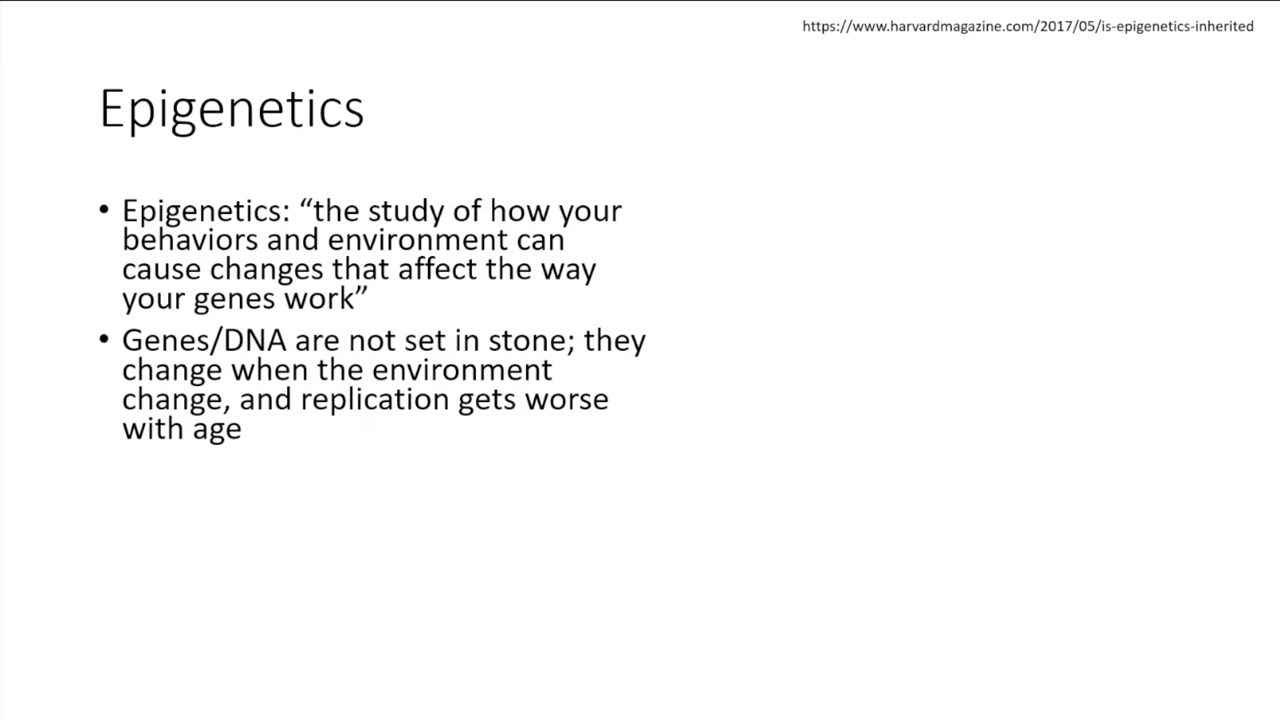 https://www.harvardmagazine.com/2017/05/is-epigenetics-inherited
Epigenetics
• Epigenetics: “the study of how your
behaviors and environment can
cause changes that affect the way
your genes work”
• Genes/DNA are not set in stone; they
change when the environment
change, and replication gets worse
with age